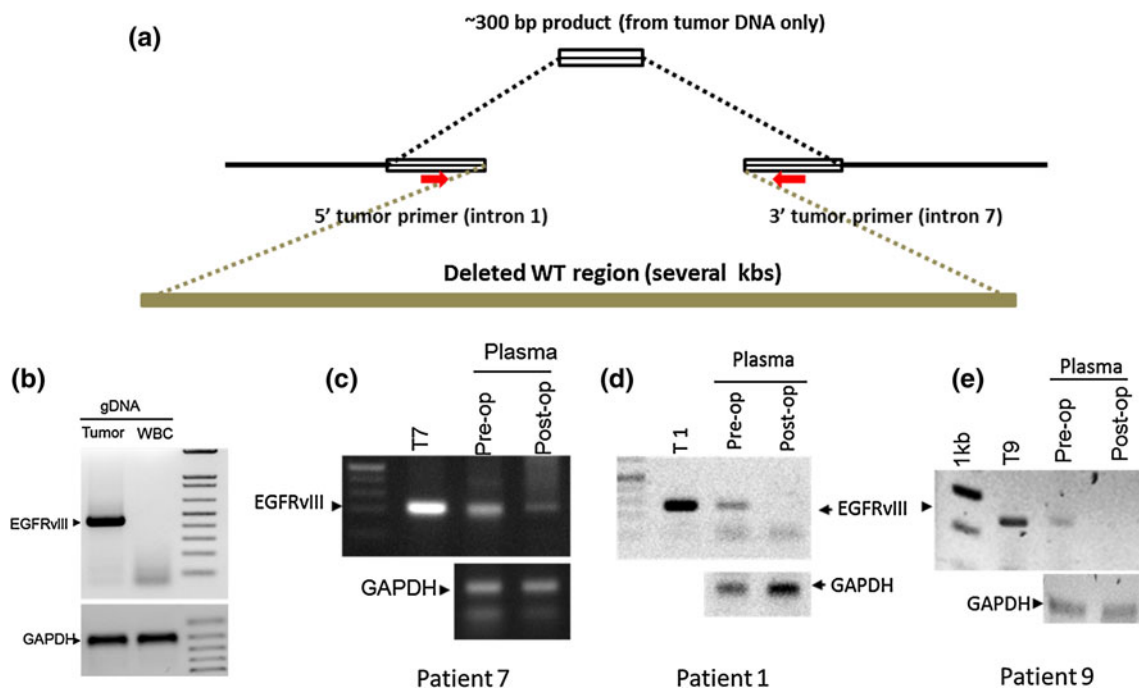 (a)
~300 bp product (from tumor DNA only)
5' tumor primer (intron 1)
3' tumor primer (intron 7)
Deleted WT region (several kbs)
(b)
gDNA
Tumor WBC
EGFRvIII
GAPDH
(c)
Plasma
T7
Pre-op
Post-op
EGFRvIII
GAPDH
Patient 7
(d)
Plasma
T 1
Pre-op
Post-op
EGFRvIII
GAPDH
Patient 1
(e)
Plasma
1kb
T9
Pre-op
Post-op
GAPDH
Patient 9